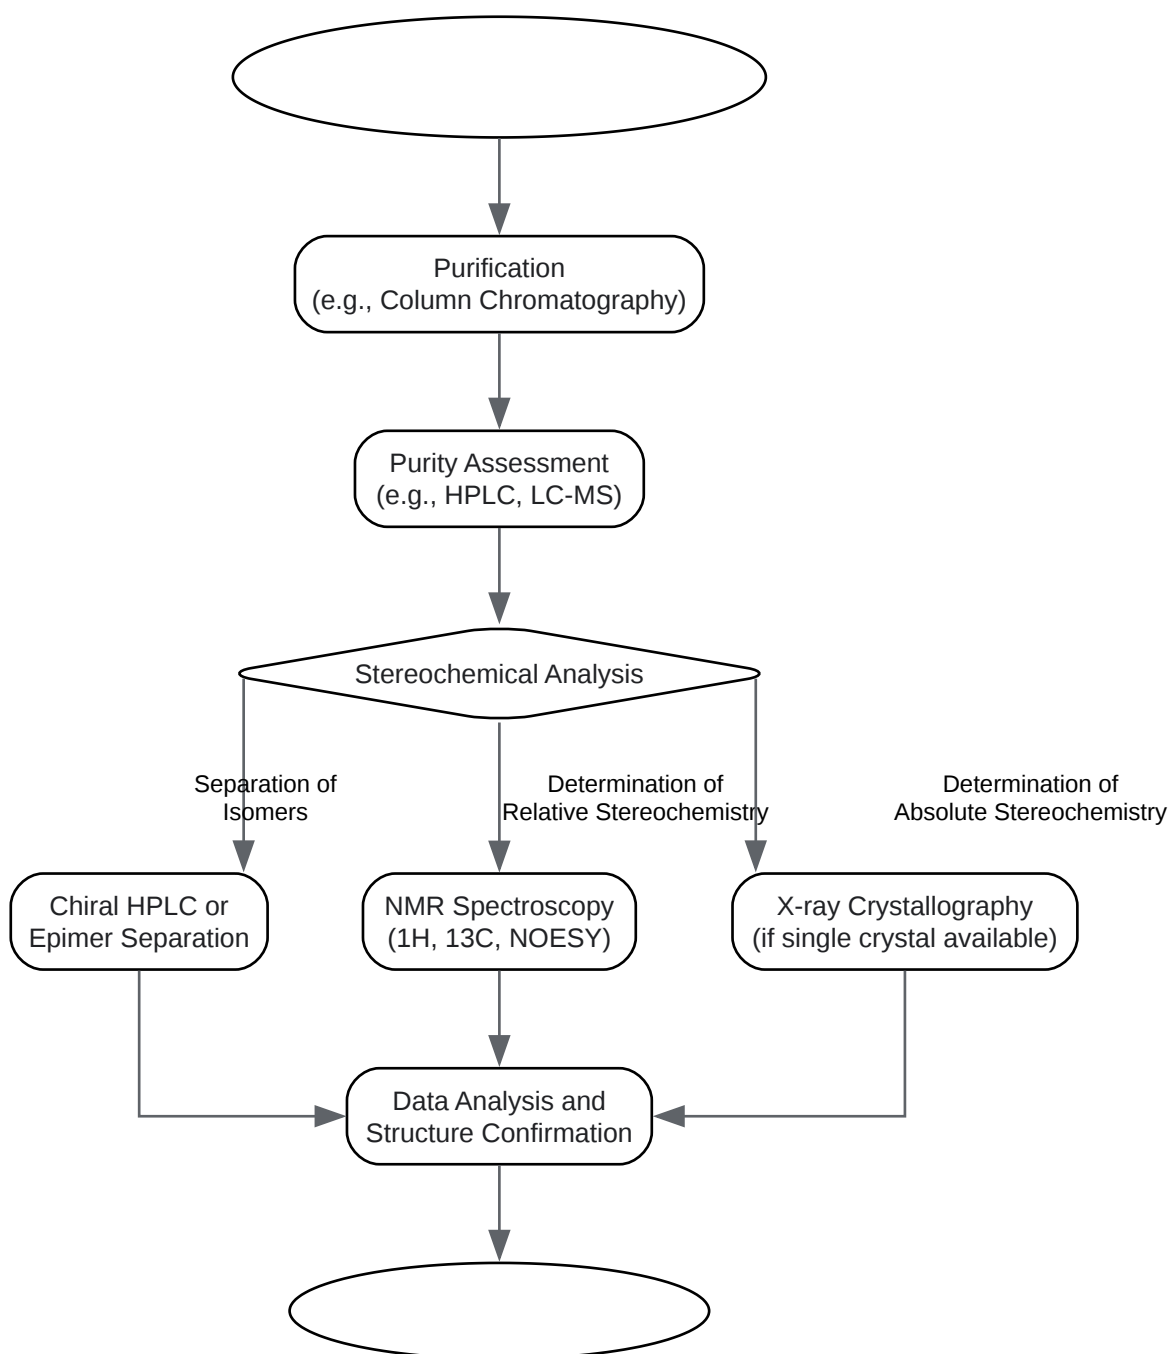 Purification
(e.g., Column Chromatography)
Purity Assessment
(e.g., HPLC, LC-MS)
Stereochemical Analysis
Separation of
Isomers
Determination of
Relative Stereochemistry
Determination of
Absolute Stereochemistry
Chiral HPLC or
Epimer Separation
NMR Spectroscopy
(1H, 13C, NOESY)
X-ray Crystallography
(if single crystal available)
Data Analysis and
Structure Confirmation